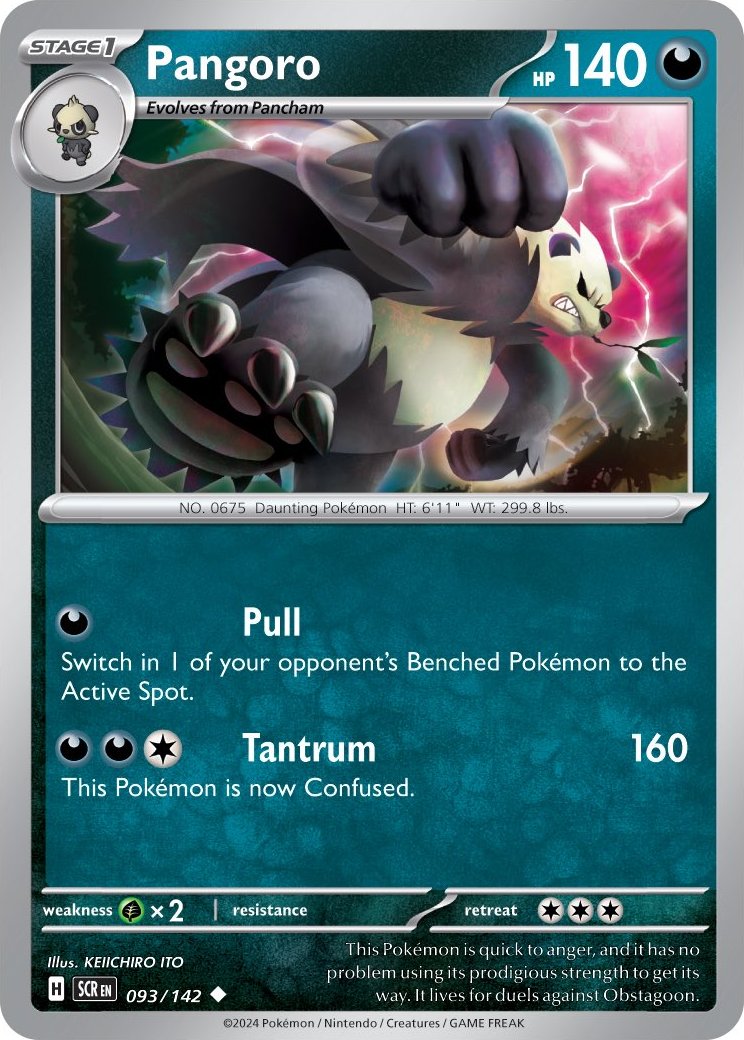 STAGE1
Pangoro
HP 140
Evolves from Pancham
NO. 0675 Daunting Pokémon HT: 6'11" WT: 299.8 lbs.
Pull
Switch in 1 of your opponent's Benched Pokémon to the
Active Spot.
Tantrum 160
This Pokémon is now Confused.
weakness ×2 resistance retreat
Illus. KEIICHIRO ITO
This Pokémon is quick to anger, and it has no
problem using its prodigious strength to get its
way. It lives for duels against Obstagoon.
H SCR EN 093/142
©2024 Pokémon / Nintendo / Creatures / GAME FREAK